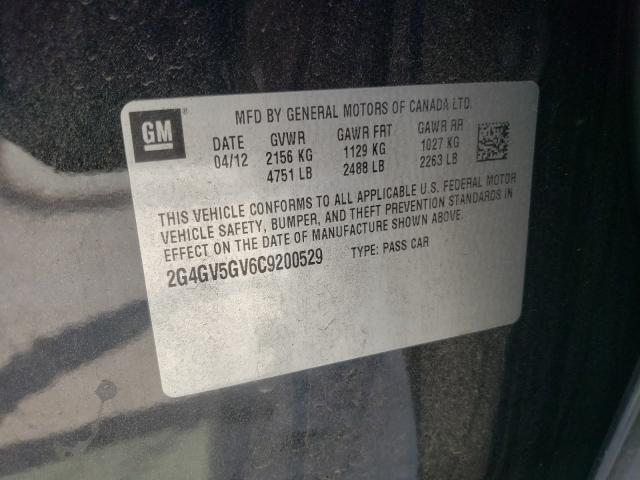 MFD BY GENERAL MOTORS OF CANADA LTD.
GM®
DATE GVWR GAWR FRT GAWR RR
04/12 2156 KG 1129 KG 1027 KG
4751 LB 2488 LB 2263 LB
THIS VEHICLE CONFORMS TO ALL APPLICABLE U.S. FEDERAL MOTOR
VEHICLE SAFETY, BUMPER, AND THEFT PREVENTION STANDARDS IN
EFFECT ON THE DATE OF MANUFACTURE SHOWN ABOVE.
2G4GV5GV6C9200529 TYPE: PASS CAR